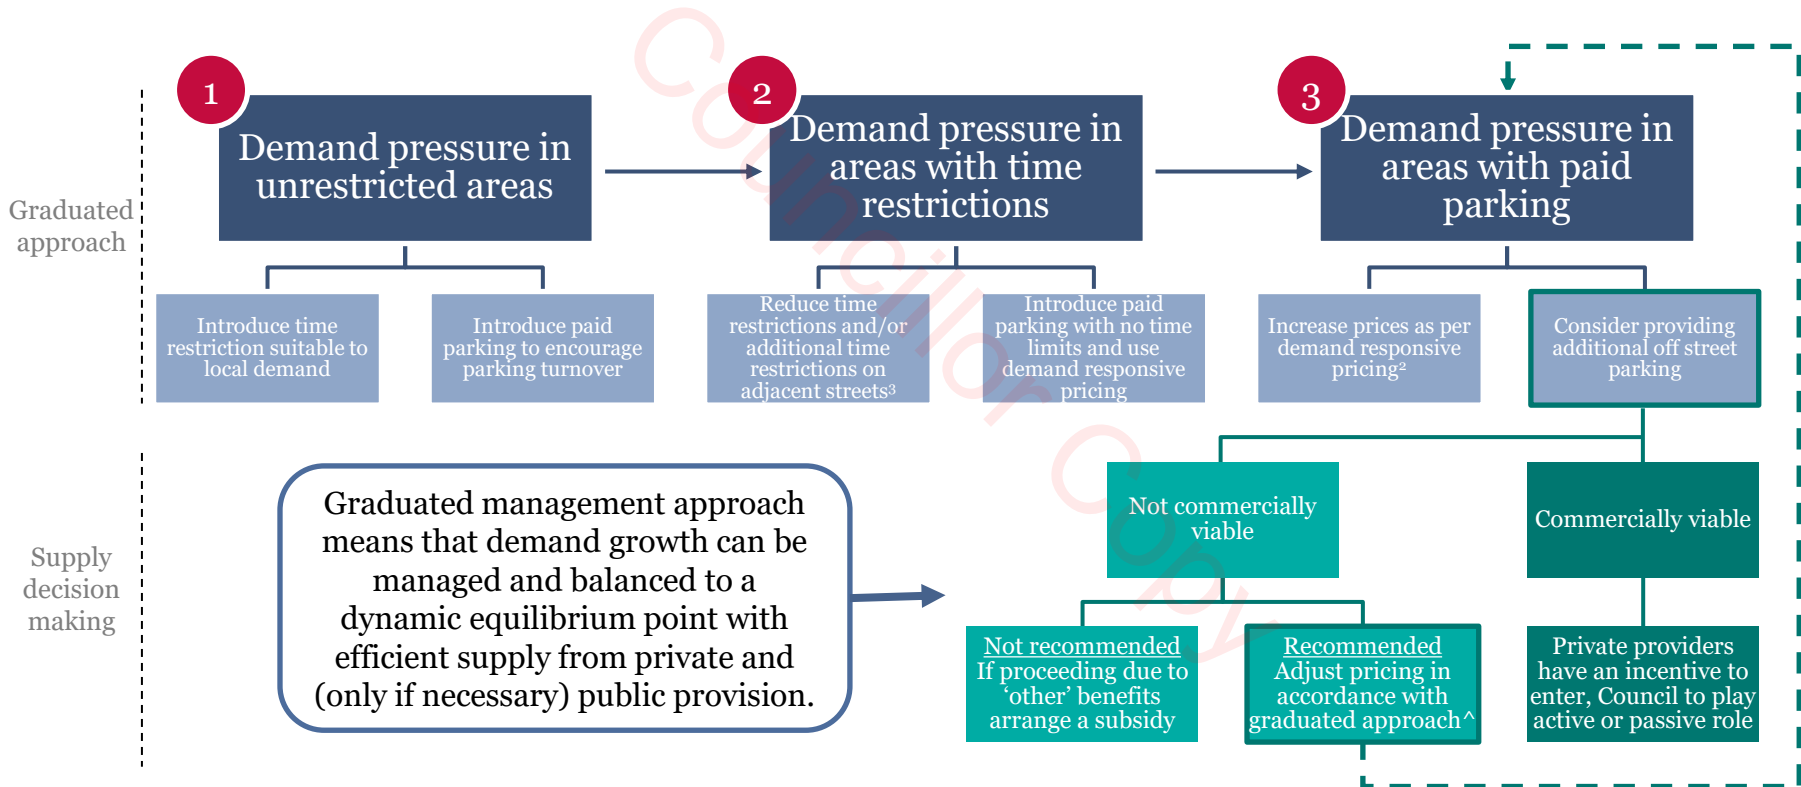 1
Demand pressure in
unrestricted areas
2
Demand pressure in
areas with time
restrictions
3
Demand pressure in
areas with paid
parking
Graduated
approach
Introduce time
restriction suitable to
local demand
Introduce paid
parking to encourage
parking turnover
Reduce time
restrictions and/or
additional time
restrictions on
adjacent streets³
Introduce paid
parking with no time
limits and use
demand responsive
pricing
Increase prices as per
demand responsive
pricing²
Consider providing
additional off street
parking
Supply
decision
making
Graduated management approach
means that demand growth can be
managed and balanced to a
dynamic equilibrium point with
efficient supply from private and
(only if necessary) public provision.
Not commercially
viable
Commercially viable
Not recommended
If proceeding due to
‘other’ benefits
arrange a subsidy
Recommended
Adjust pricing in
accordance with
graduated approach^
Private providers
have an incentive to
enter, Council to play
active or passive role
Councillor Copy